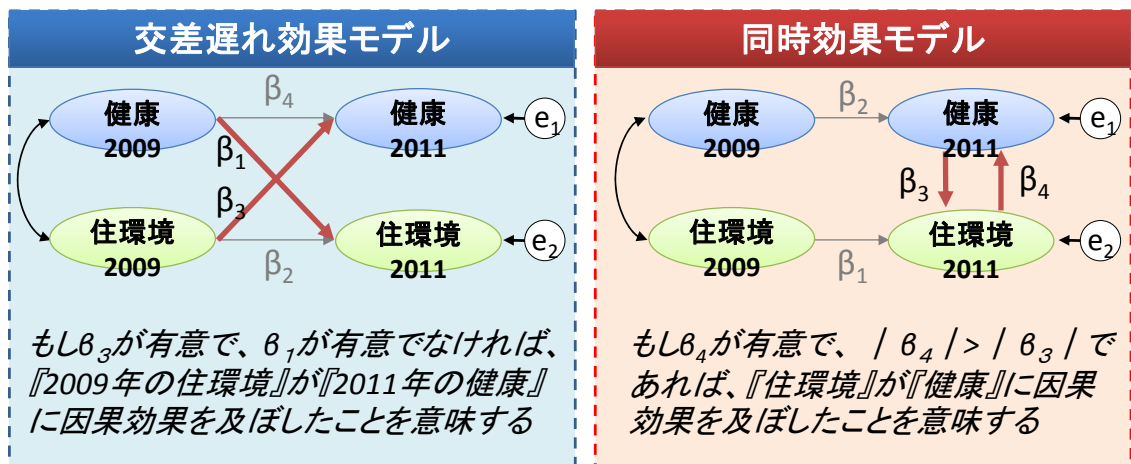 交差遅れ効果モデル
健康
2009
住環境
2009
β4
β1
β3
β2
健康
2011
住環境
2011
e1
e2
もしβ3が有意で、β1が有意でなければ、
『2009年の住環境』が『2011年の健康』
に因果効果を及ぼしたことを意味する
同時効果モデル
健康
2009
住環境
2009
β2
β3
β4
β1
健康
2011
住環境
2011
e1
e2
もしβ4が有意で、｜β4｜>｜β3｜で
あれば、『住環境』が『健康』に因果
効果を及ぼしたことを意味する